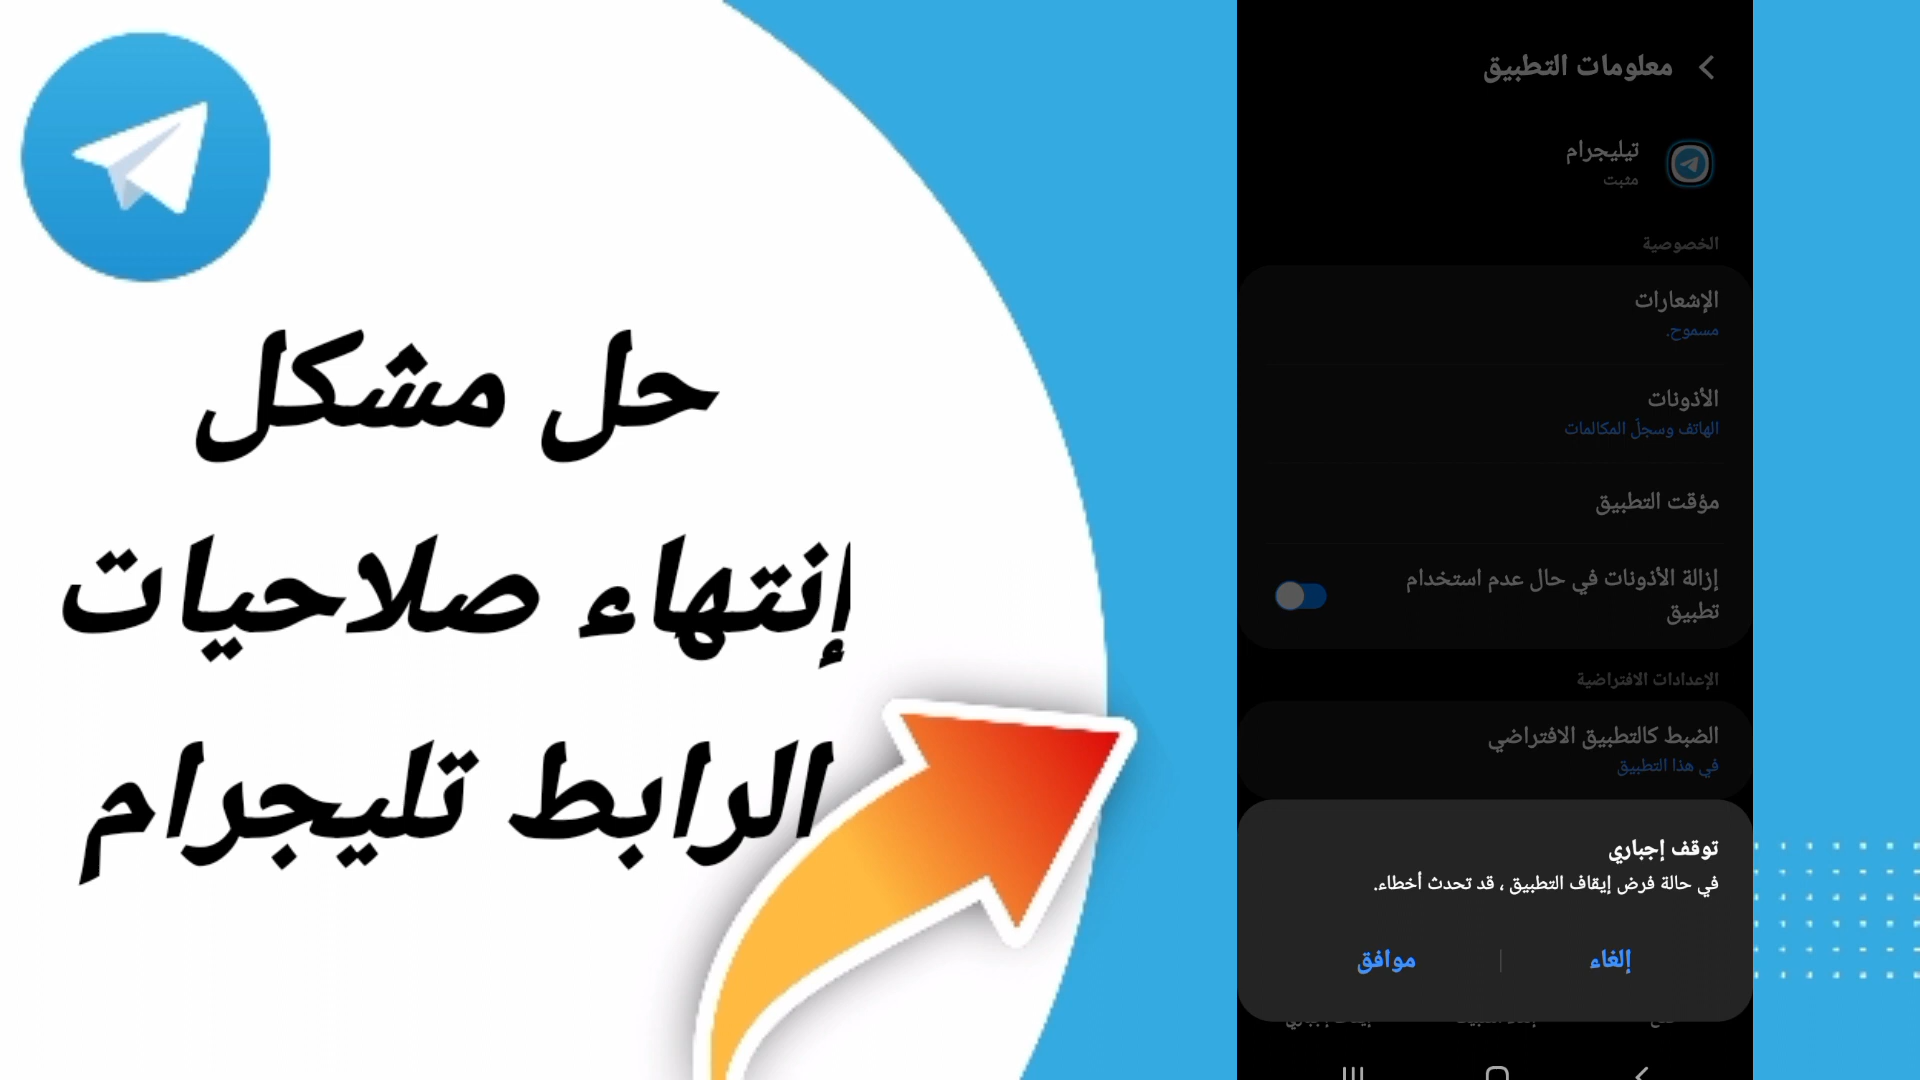 حل مشكل
إنتهاء صلاحيات
الرابط تليجرام
معلومات التطبيق
تيليجرام
مثبت
الخصوصية
الإشعارات
مسموح.
الأذونات
الهاتف وسجلّ المكالمات
مؤقت التطبيق
إزالة الأذونات في حال عدم استخدام
تطبيق
الإعدادات الافتراضية
الضبط كالتطبيق الافتراضي
في هذا التطبيق
توقف إجباري
في حالة فرض إيقاف التطبيق ، قد تحدث أخطاء.
إلغاء
موافق